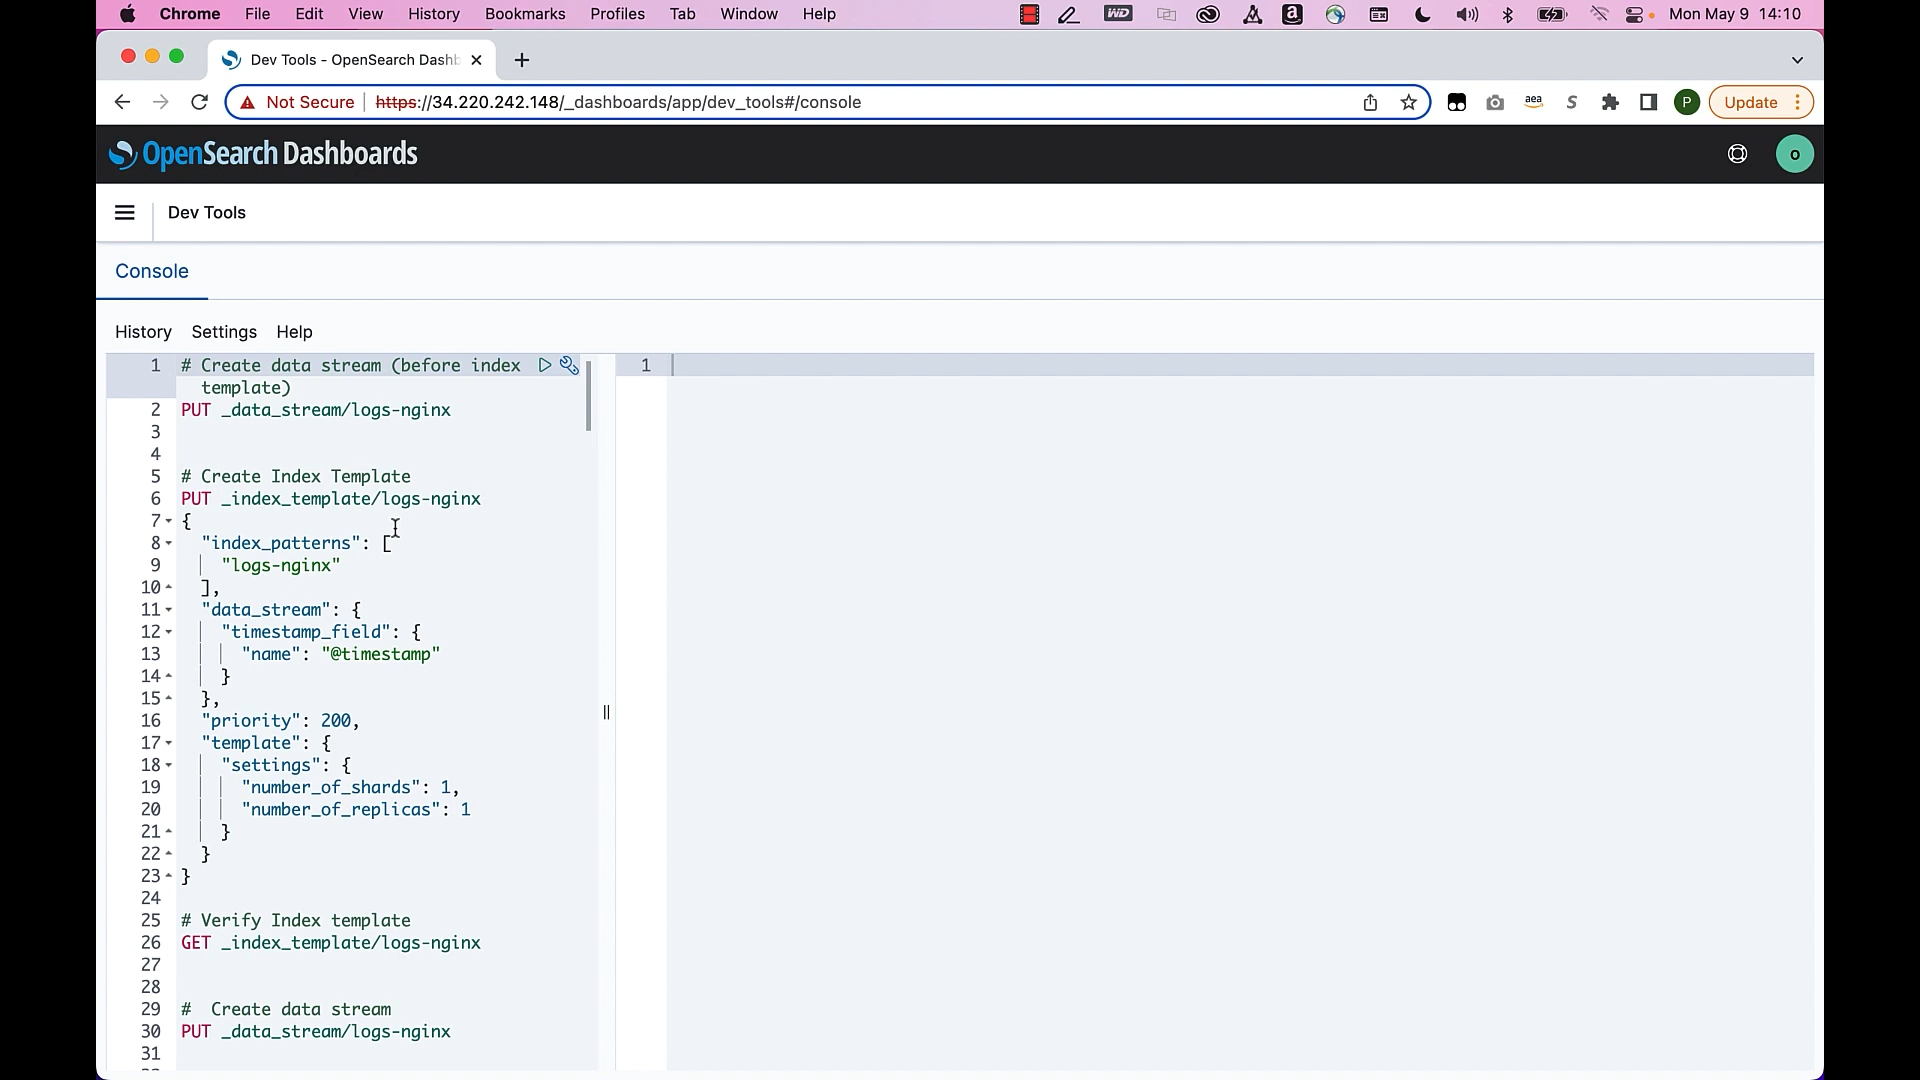 Chrome File Edit View History Bookmarks Profiles Tab Window Help WD a Mon May 9 14:10
Dev Tools - OpenSearch Dashb
Not Secure https://34.220.242.148/_dashboards/app/dev_tools#/console aea S P Update
OpenSearch Dashboards o
Dev Tools
Console
History Settings Help
1 # Create data stream (before index 1
template)
2 PUT _data_stream/logs-nginx
3
4
5 # Create Index Template
6 PUT _index_template/logs-nginx
7 {
8 "index_patterns": [
9 "logs-nginx"
10 ],
11 "data_stream": {
12 "timestamp_field": {
13 "name": "@timestamp"
14 }
15 },
16 "priority": 200,
17 "template": {
18 "settings": {
19 "number_of_shards": 1,
20 "number_of_replicas": 1
21 }
22 }
23 }
24
25 # Verify Index template
26 GET _index_template/logs-nginx
27
28
29 # Create data stream
30 PUT _data_stream/logs-nginx
31